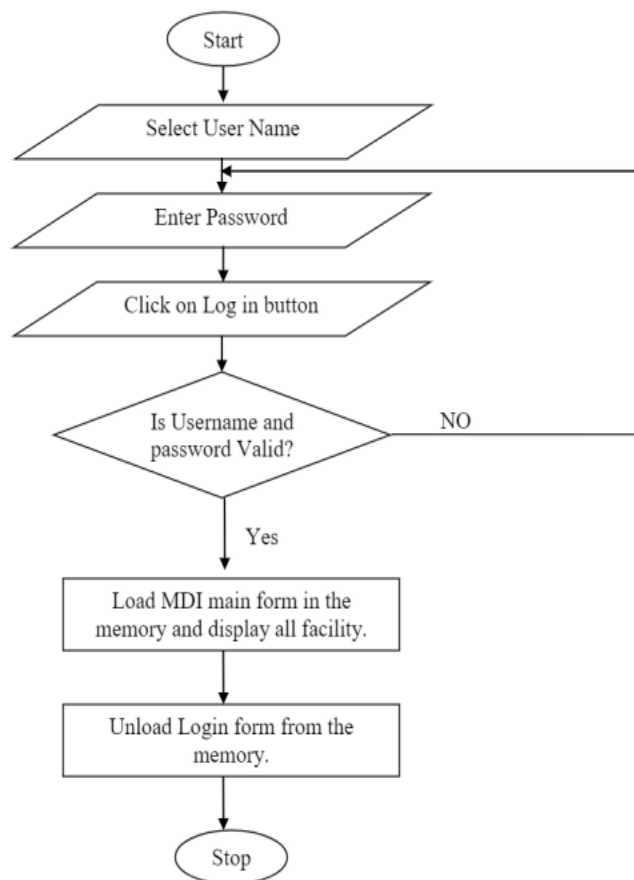 Start
Select User Name
Enter Password
Click on Log in button
Is Username and
password Valid?
NO
Yes
Load MDI main form in the
memory and display all facility.
Unload Login form from the
memory.
Stop